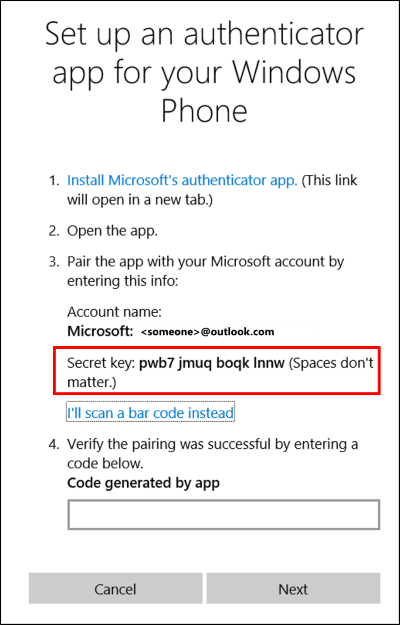 Set up an authenticator
app for your Windows
Phone
1. Install Microsoft's authenticator app. (This link
will open in a new tab.)
2. Open the app.
3. Pair the app with your Microsoft account by
entering this info:
Account name:
Microsoft: <someone>@outlook.com
Secret key: pwb7 jmuq boqk lnnw (Spaces don't
matter.)
I'll scan a bar code instead
4. Verify the pairing was successful by entering a
code below.
Code generated by app
Cancel
Next